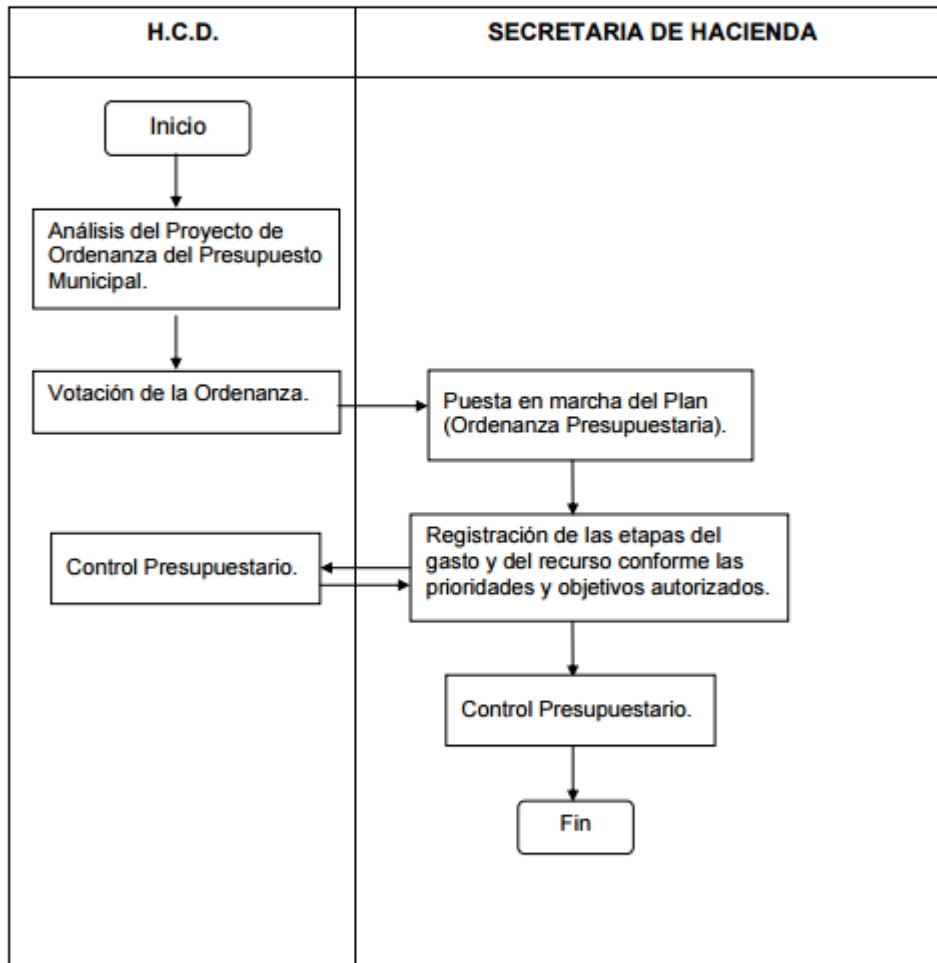 H.C.D.
SECRETARIA DE HACIENDA
Inicio
Análisis del Proyecto de
Ordenanza del Presupuesto
Municipal.
Votación de la Ordenanza.
Puesta en marcha del Plan
(Ordenanza Presupuestaria).
Registración de las etapas del
gasto y del recurso conforme las
prioridades y objetivos autorizados.
Control Presupuestario.
Control Presupuestario.
Fin